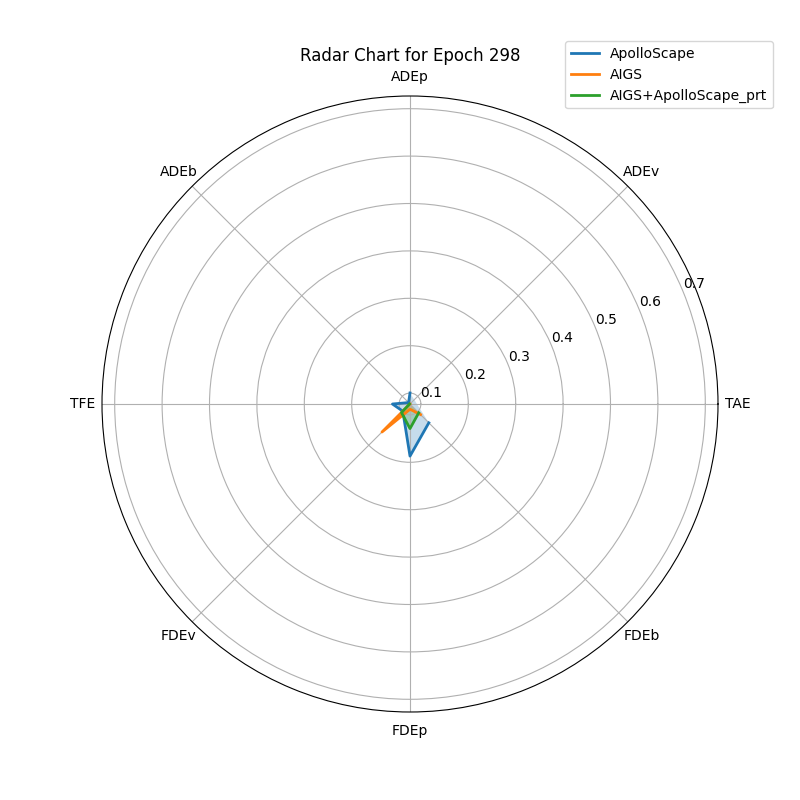 Radar Chart for Epoch 298
ApolloScape
AIGS
AIGS+ApolloScape_prt
ADEp
ADEb
ADEv
0.7
0.6
0.5
0.4
0.3
0.2
0.1
TFE
TAE
FDEv
FDEb
FDEp